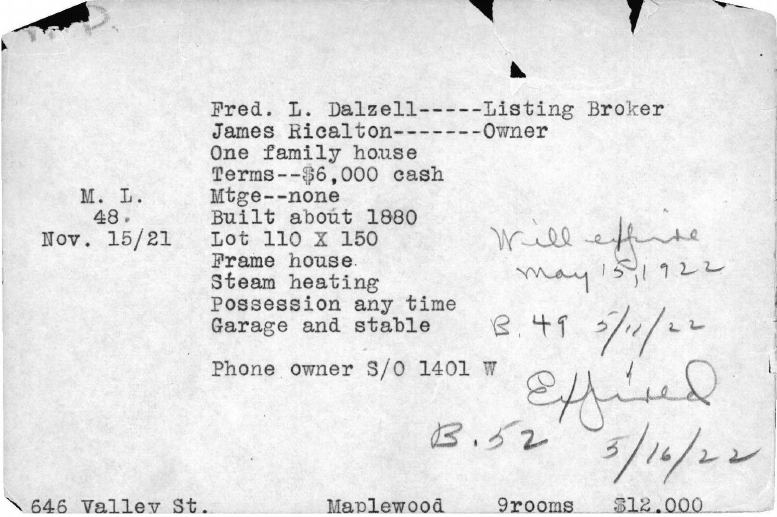 Fred. L. Dalzell-----Listing Broker
James Ricalton-------Owner
One family house
Terms--$6,000 cash
M. L. Mtge--none
48. Built about 1880
Nov. 15/21 Lot 110 X 150
Frame house
Steam heating
Possession any time
Garage and stable
Will expire
May 15, 1922
B. 49 5/11/22
Phone owner S/O 1401 W
Expired
B. 52 5/16/22
646 Valley St. Maplewood 9rooms $12.000